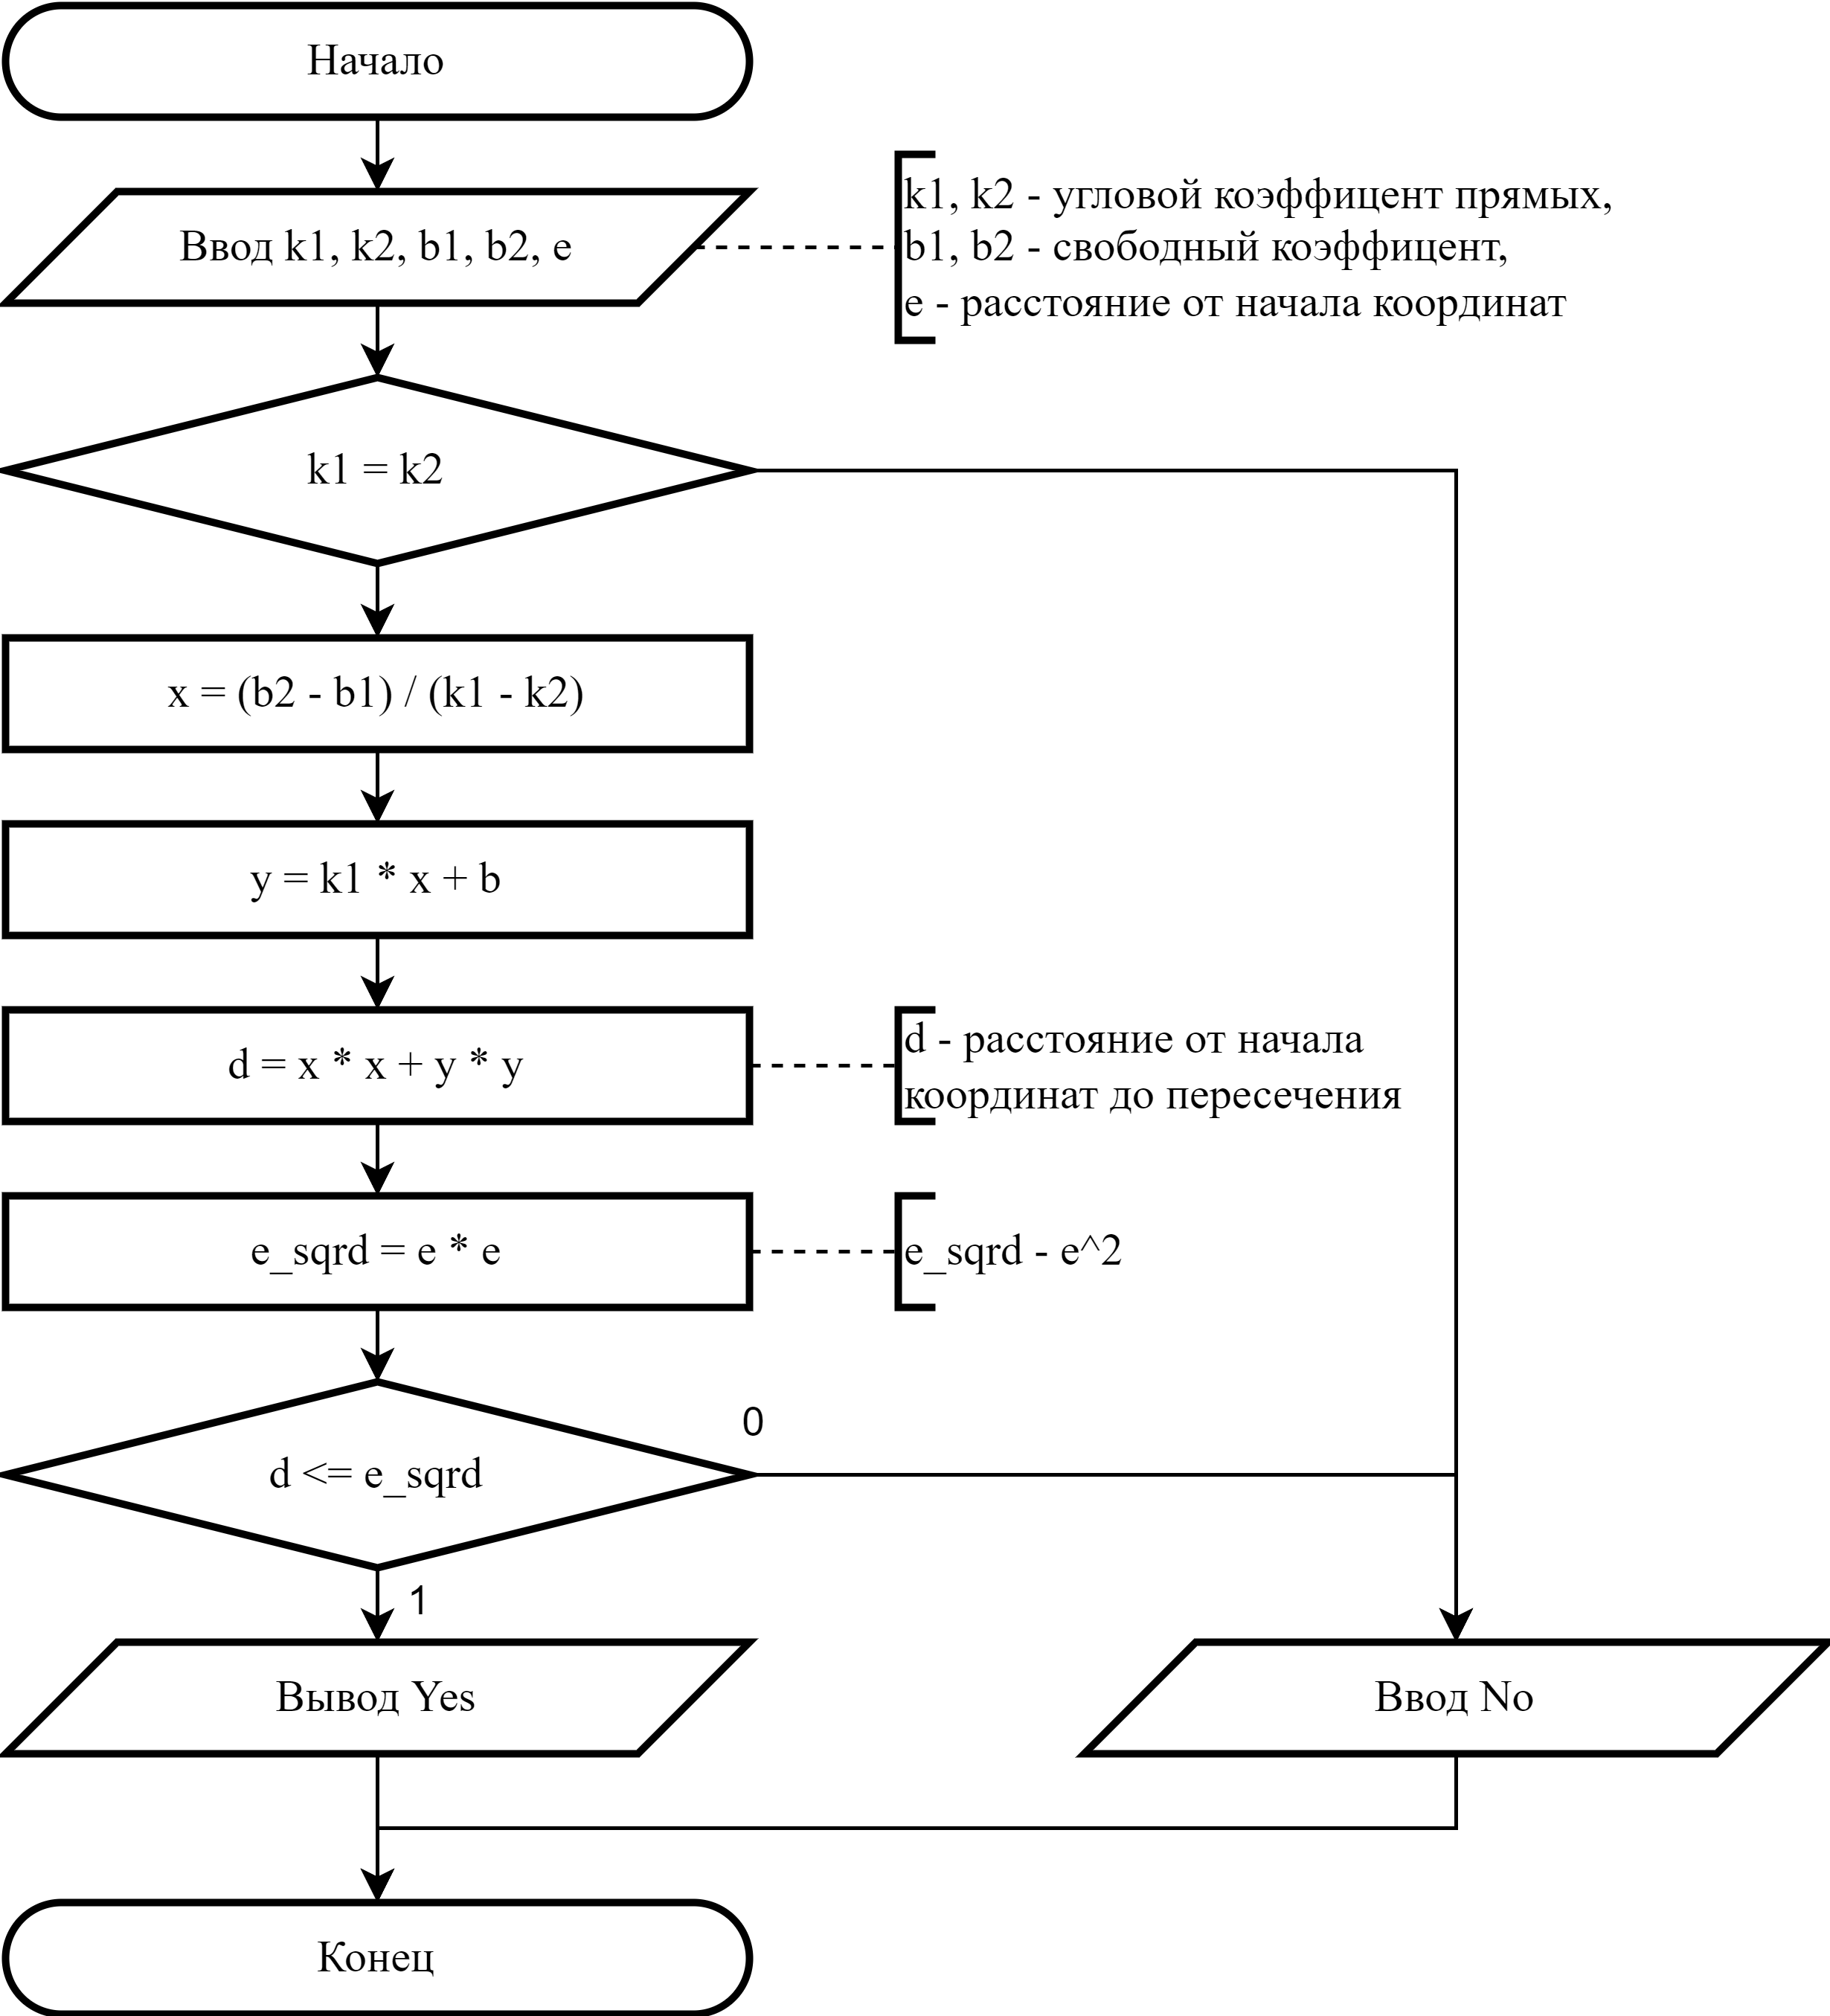 Начало
Ввод k1, k2, b1, b2, e
k1, k2 - угловой коэффицент прямых,
b1, b2 - свободный коэффицент,
e - расстояние от начала координат
k1 = k2
x = (b2 - b1) / (k1 - k2)
y = k1 * x + b
d = x * x + y * y
d - расстояние от начала
координат до пересечения
e_sqrd = e * e
e_sqrd - e^2
0
d <= e_sqrd
1
Вывод Yes
Ввод No
Конец